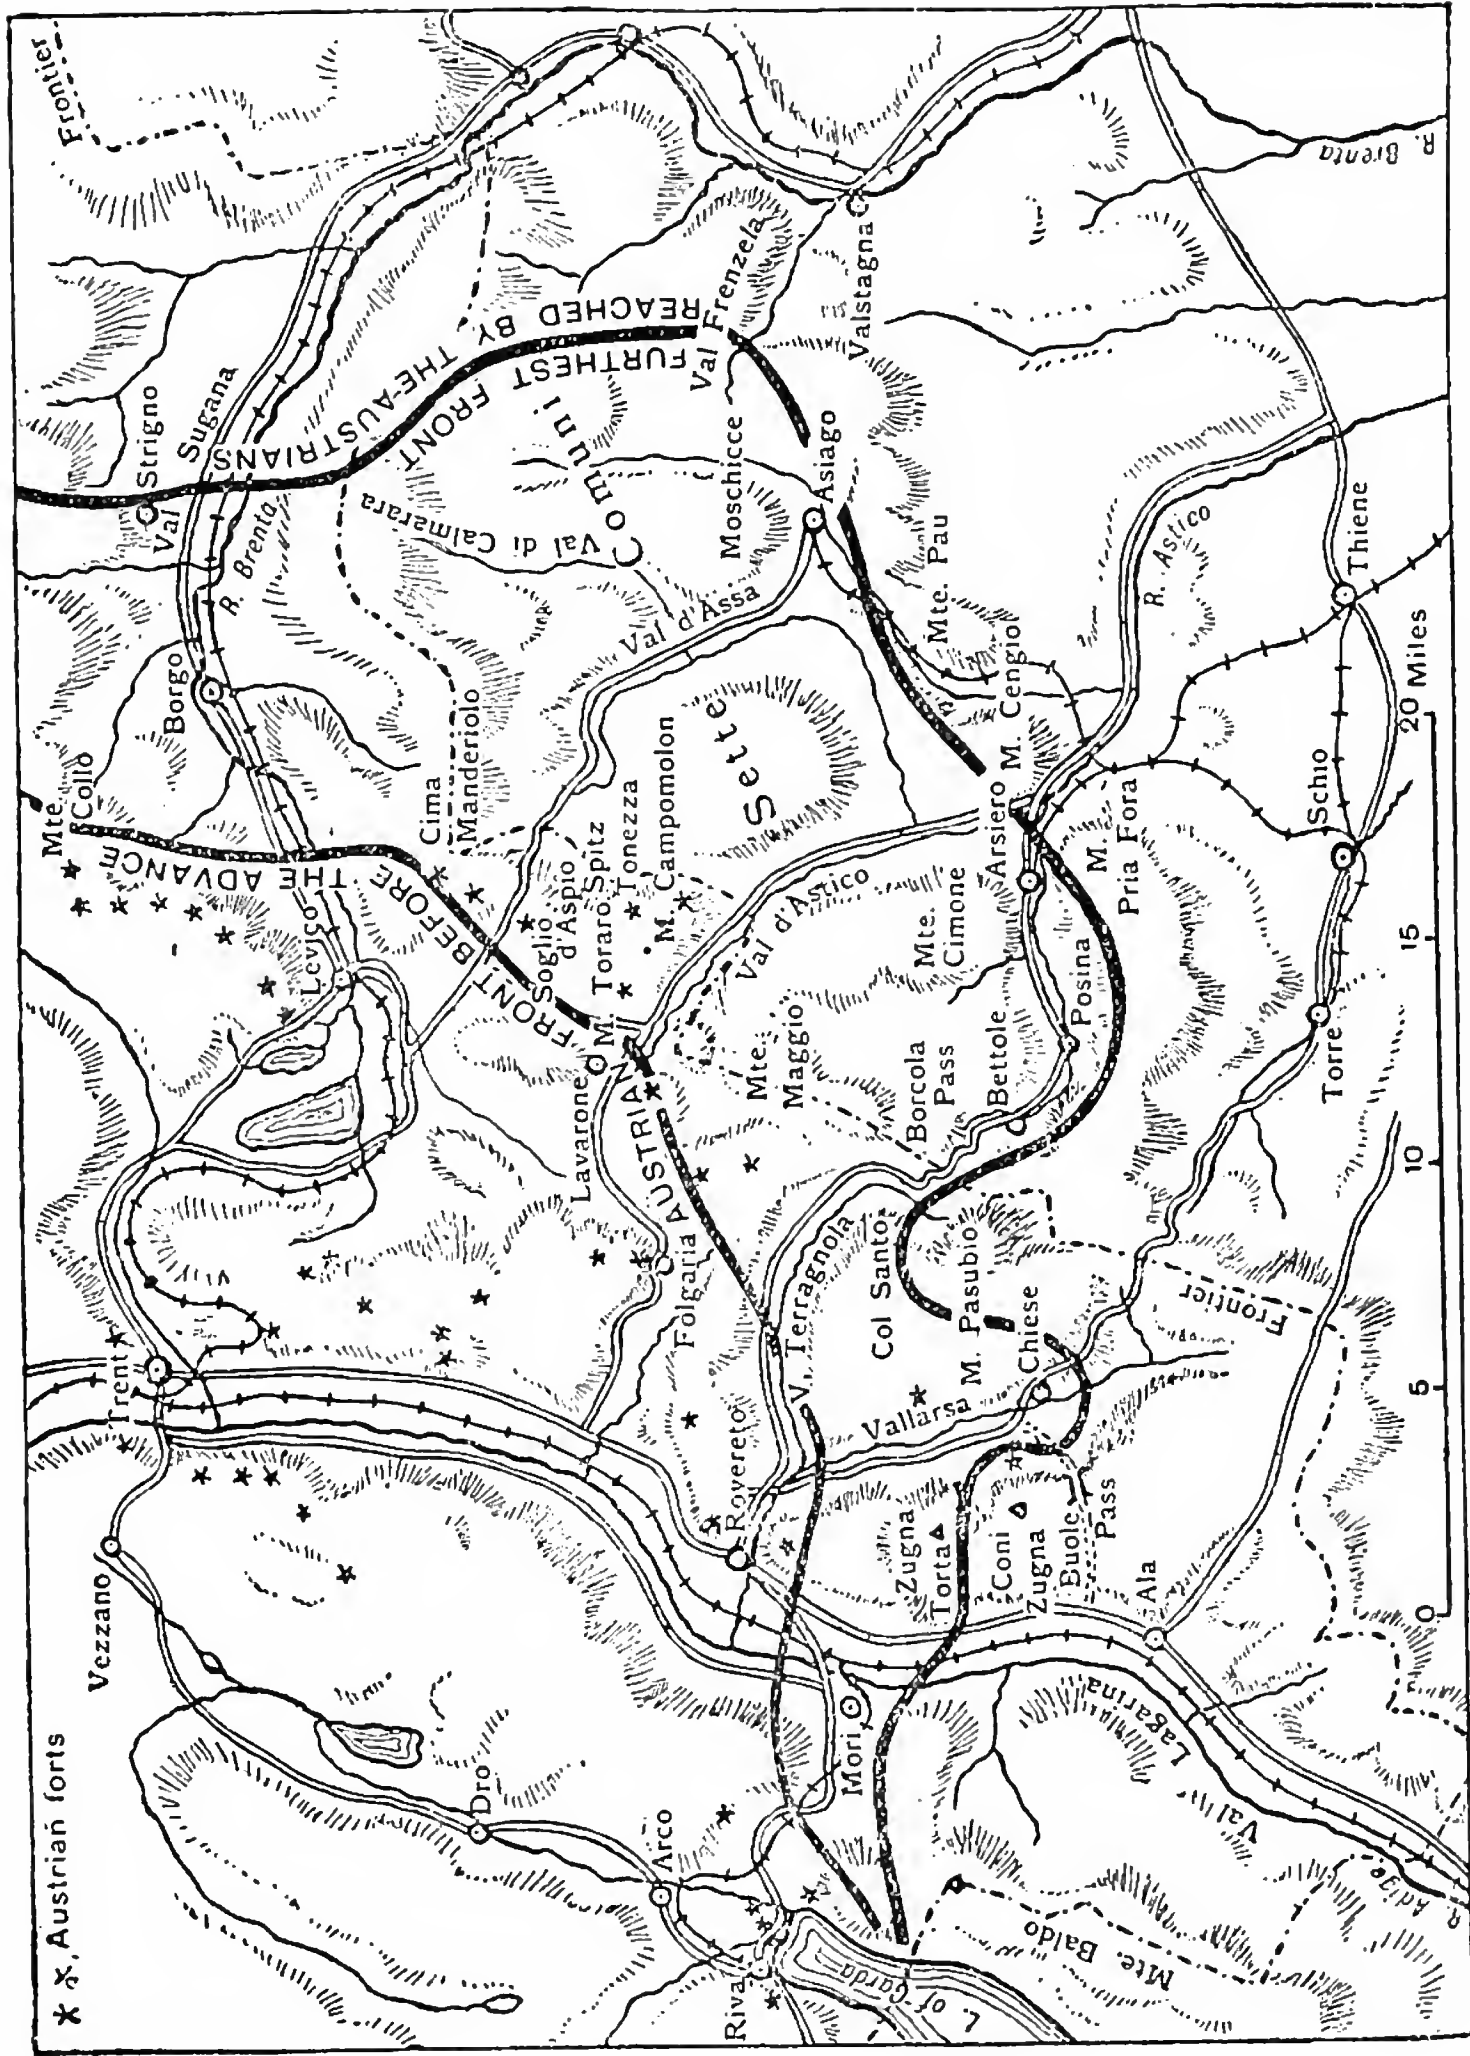 * *, Austrian forts
Vezzano
Trent
Levico
Mte.
Collo
Borgo
Val
Sugana
Strigno
Frontier
R. Brenta
Dro
Arco
Riva
L. of Garda
Mori
Rovereto
Folgaria
Lavarone
AUSTRIAN
FRONT BEFORE
THE ADVANCE
Soglio
d'Aspio
M. Toraro Spitz
Tonezza
M. Campomolon
Cima
Manderiolo
Val di Calmarara
Val d'Assa
Sette
Comuni
FURTHEST FRONT
REACHED BY
THE AUSTRIANS
Val Frenzela
Moschicce
Asiago
Valstagna
R. Brenta
Mte. Pau
M. Cengio
Arsiero
Val d'Astico
Mte.
Cimone
Mte.
Maggio
Borcola
Pass
Bettole
Posina
M.
Pria Fora
R. Astico
Thiene
Schio
Torre
V. Terragnola
Col Santo
M. Pasubio
Chiese
Vallarsa
Zugna
Torta
Coni
Zugna
Buole
Pass
Ala
Val Lagarina
R. Adige
Mte. Baldo
Frontier
0 5 10 15 20 Miles